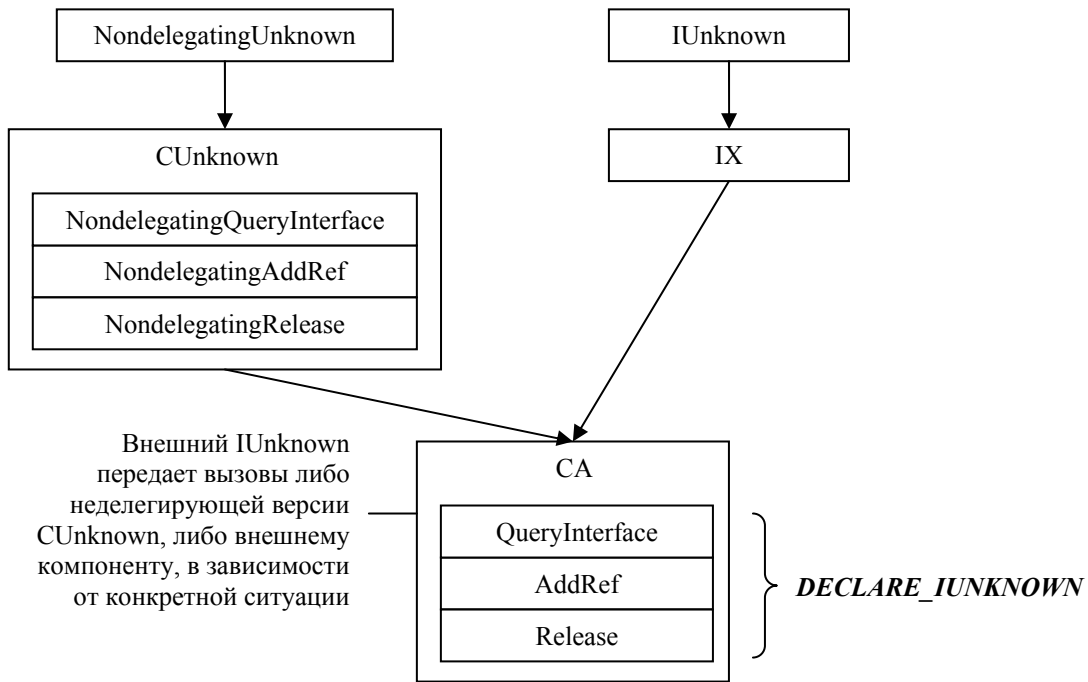 NondelegatingUnknown
IUnknown
CUnknown
IX
NondelegatingQueryInterface
NondelegatingAddRef
NondelegatingRelease
Внешний IUnknown
передает вызовы либо
неделегирующей версии
CUnknown, либо внешнему
компоненту, в зависимости
от конкретной ситуации
CA
QueryInterface
AddRef
Release
DECLARE_IUNKNOWN